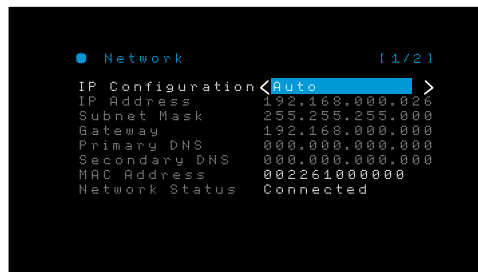 Network [1/2]
IP Configuration < Auto >
IP Address 192.168.000.026
Subnet Mask 255.255.255.000
Gateway 192.168.000.000
Primary DNS 000.000.000.000
Secondary DNS 000.000.000.000
MAC Address 002261000000
Network Status Connected